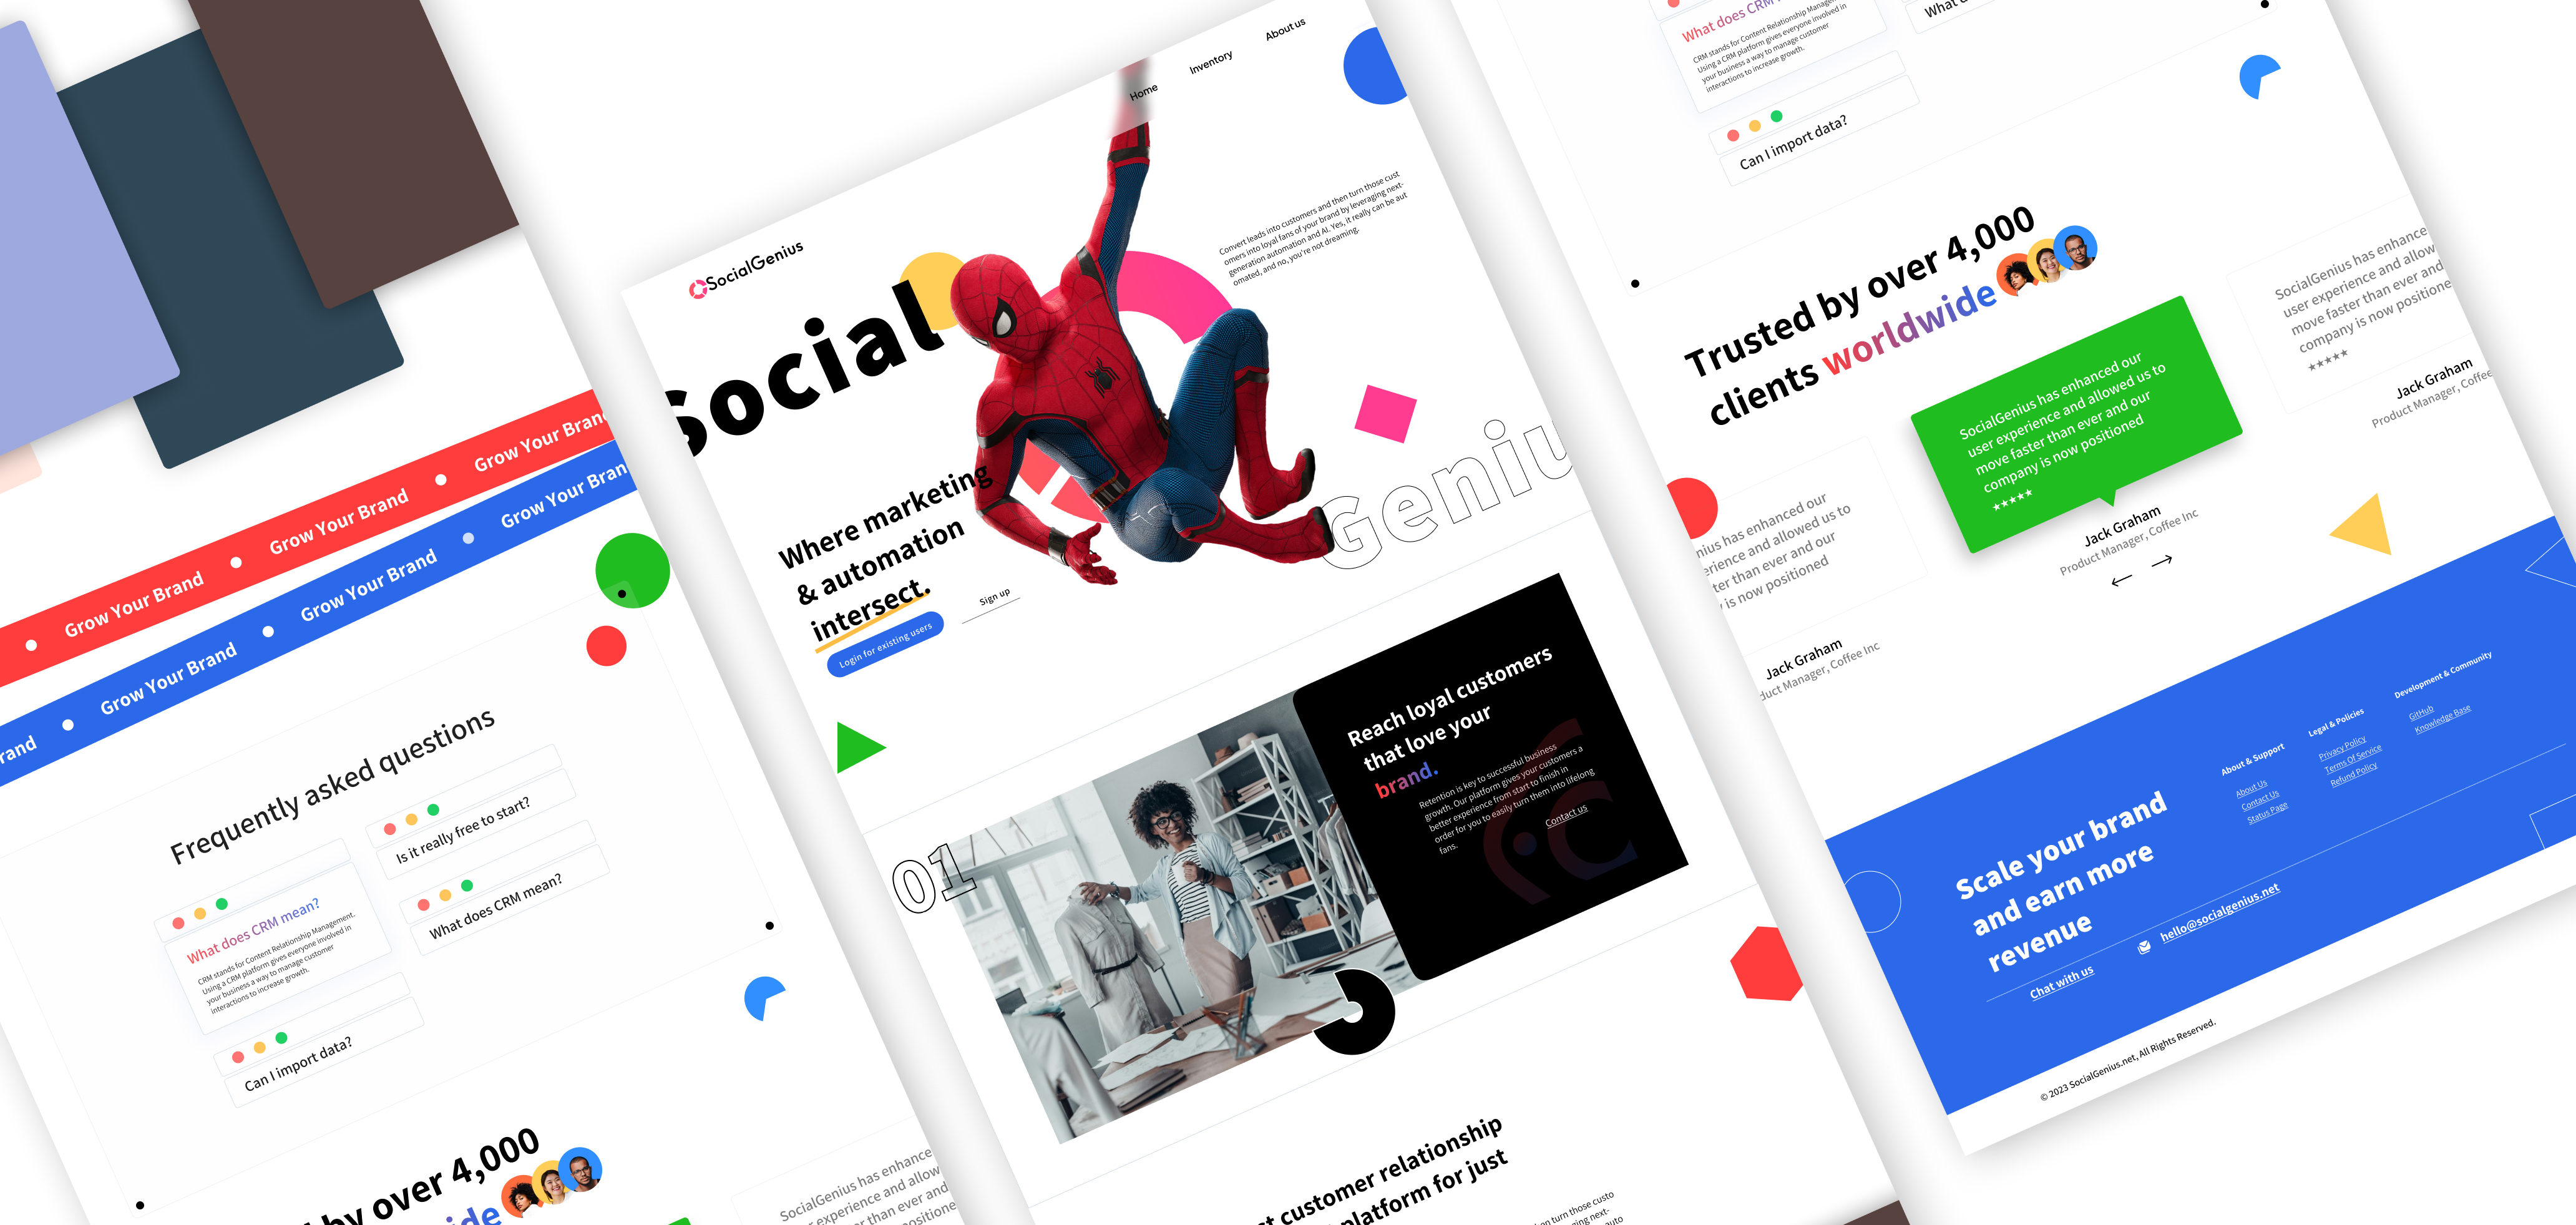 Grow Your Brand
Grow Your Brand
Grow Your Brand
rand
Grow Your Brand
Grow Your Brand
Grow Your Bran
Frequently asked questions
What does CRM mean?
CRM stands for Content Relationship Management.
Using a CRM platform gives everyone involved in
your business a way to manage customer
interactions to increase growth.
Can I import data?
Is it really free to start?
What does CRM mean?
by over 4,000
ide
SocialGenius has enhance
experience and allow
er than ever and
positione
SocialGenius
Home
Inventory
About us
Social
Convert leads into customers and then turn those cust
omers into loyal fans of your brand by leveraging next-
generation automation and AI. Yes, it really can be aut
omated, and no, you're not dreaming.
Geniu
Where marketing
& automation
intersect.
Login for existing users
Sign up
01
Reach loyal customers
that love your
brand.
Retention is key to successful business
growth. Our platform gives your customers a
better experience from start to finish in
order for you to easily turn them into lifelong
fans.
Contact us
t customer relationship
platform for just
n turn those custo
ging next-
auto
What does CRM
CRM stands for Content Relationship Manage
Using a CRM platform gives everyone involved in
your business a way to manage customer
interactions to increase growth.
Can I import data?
What
Trusted by over 4,000
clients worldwide
nius has enhanced our
erience and allowed us to
ter than ever and our
is now positioned
Jack Graham
duct Manager, Coffee Inc
SocialGenius has enhanced our
user experience and allowed us to
move faster than ever and our
company is now positioned
★★★★★
Jack Graham
Product Manager, Coffee Inc
SocialGenius has enhance
user experience and allow
move faster than ever and
company is now positione
★★★★★
Jack Graham
Product Manager, Coffee
Scale your brand
and earn more
revenue
Chat with us
hello@socialgenius.net
About & Support
About Us
Contact Us
Status Page
Legal & Policies
Privacy Policy
Terms Of Service
Refund Policy
Development & Community
GitHub
Knowledge Base
© 2023 SocialGenius.net, All Rights Reserved.